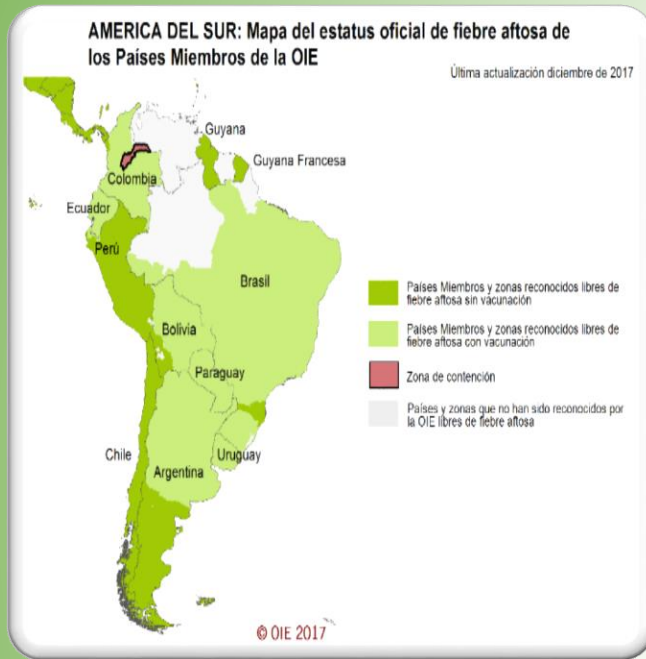 AMERICA DEL SUR: Mapa del estatus oficial de fiebre aftosa de
los Países Miembros de la OIE
Última actualización diciembre de 2017
Guyana
Guyana Francesa
Colombia
Ecuador
Perú
Brasil
Bolivia
Paraguay
Chile
Argentina
Uruguay
Países Miembros y zonas reconocidos libres de
fiebre aftosa sin vacunación
Países Miembros y zonas reconocidos libres de
fiebre aftosa con vacunación
Zona de contención
Países y zonas que no han sido reconocidos por
la OIE libres de fiebre aftosa
© OIE 2017